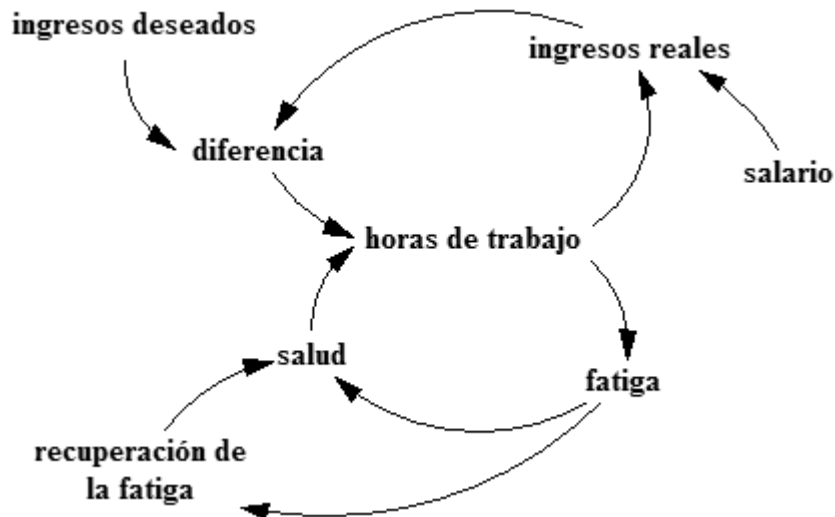 ingresos deseados
ingresos reales
diferencia
salario
horas de trabajo
salud
fatiga
recuperación de
la fatiga